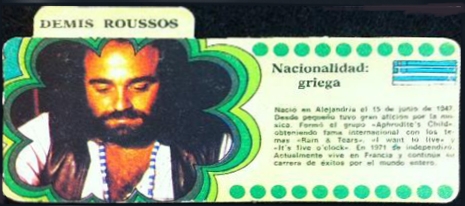 DEMIS ROUSSOS
Nacionalidad:
griega
Nació en Alejandría el 15 de junio de 1947.
Desde pequeño tuvo gran afición por la mú-
sica. Formó el grupo «Aphrodite's Child»
obteniendo fama internacional con los te-
mas «Rain & Tears», «I want to live» y
«It's five o'clock». En 1971 de independizó.
Actualmente vive en Francia y continúa su
carrera de éxitos por el mundo entero.